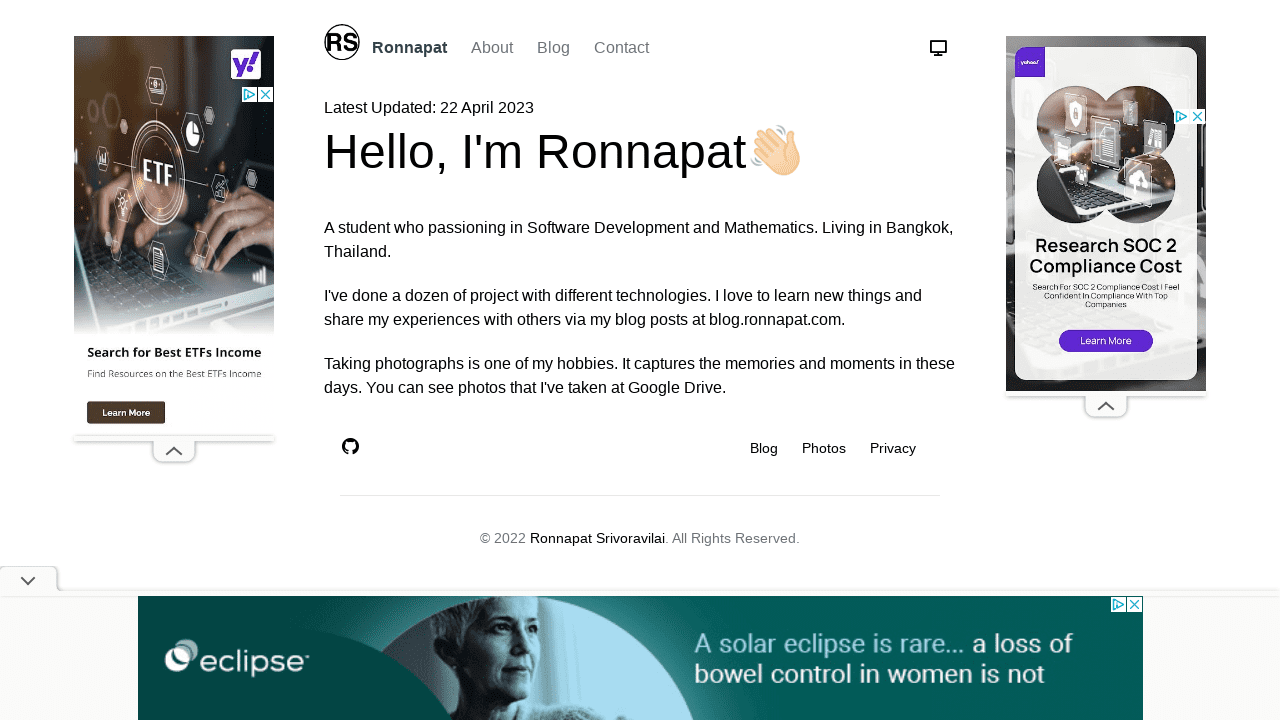 RS
Ronnapat
About
Blog
Contact
Latest Updated: 22 April 2023
Hello, I'm Ronnapat
A student who passioning in Software Development and Mathematics. Living in Bangkok,
Thailand.
I've done a dozen of project with different technologies. I love to learn new things and
share my experiences with others via my blog posts at blog.ronnapat.com.
Taking photographs is one of my hobbies. It captures the memories and moments in these
days. You can see photos that I've taken at Google Drive.
Blog
Photos
Privacy
© 2022 Ronnapat Srivoravilai. All Rights Reserved.
y!
ETF
Search for Best ETFs Income
Find Resources on the Best ETFs Income
Learn More
yahoo!
Research SOC 2
Compliance Cost
Search For SOC 2 Compliance Cost I Feel
Confident In Compliance With Top
Companies
Learn More
eclipse™
A solar eclipse is rare... a loss of
bowel control in women is not